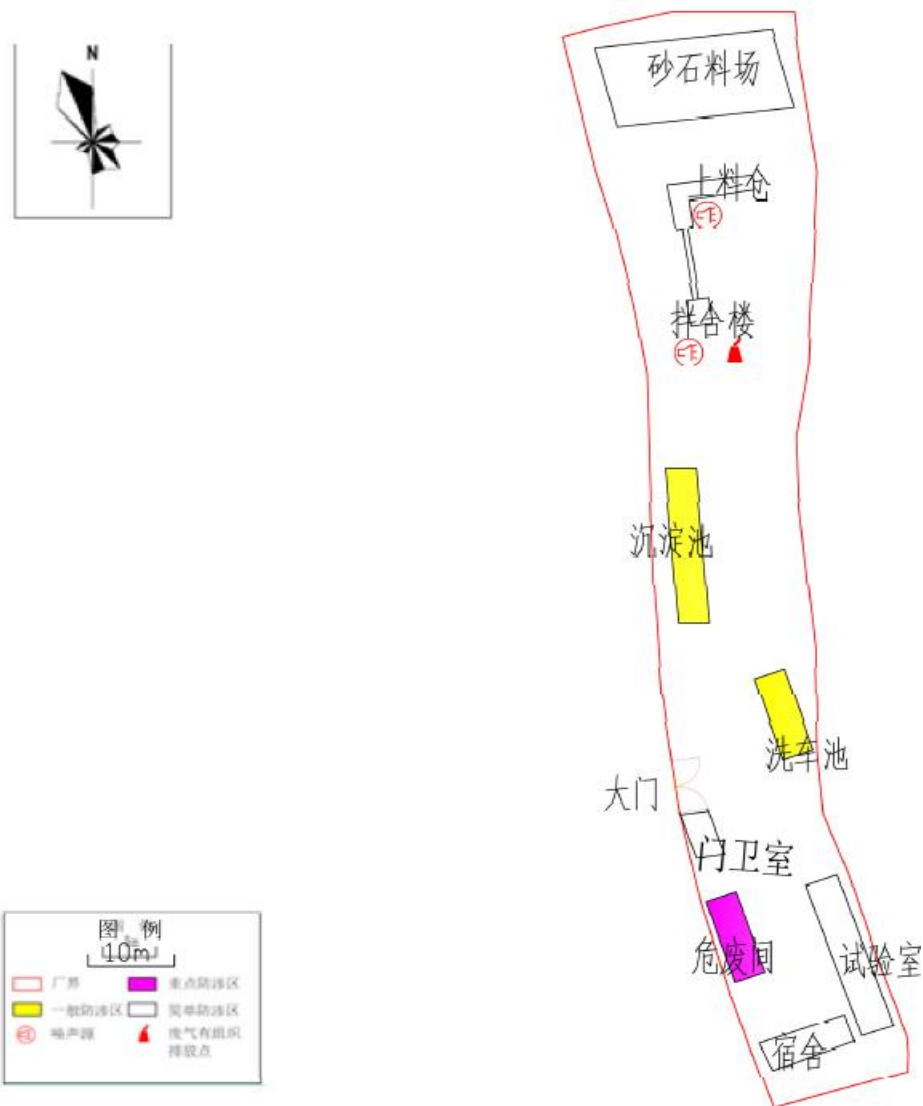 N
砂石料场
上料仓
拌合楼
沉淀池
洗车池
大门
门卫室
危废间
试验室
宿舍
图 例
10m
厂界
重点防渗区
一般防渗区
简单防渗区
噪声源
废气有组织
排放点